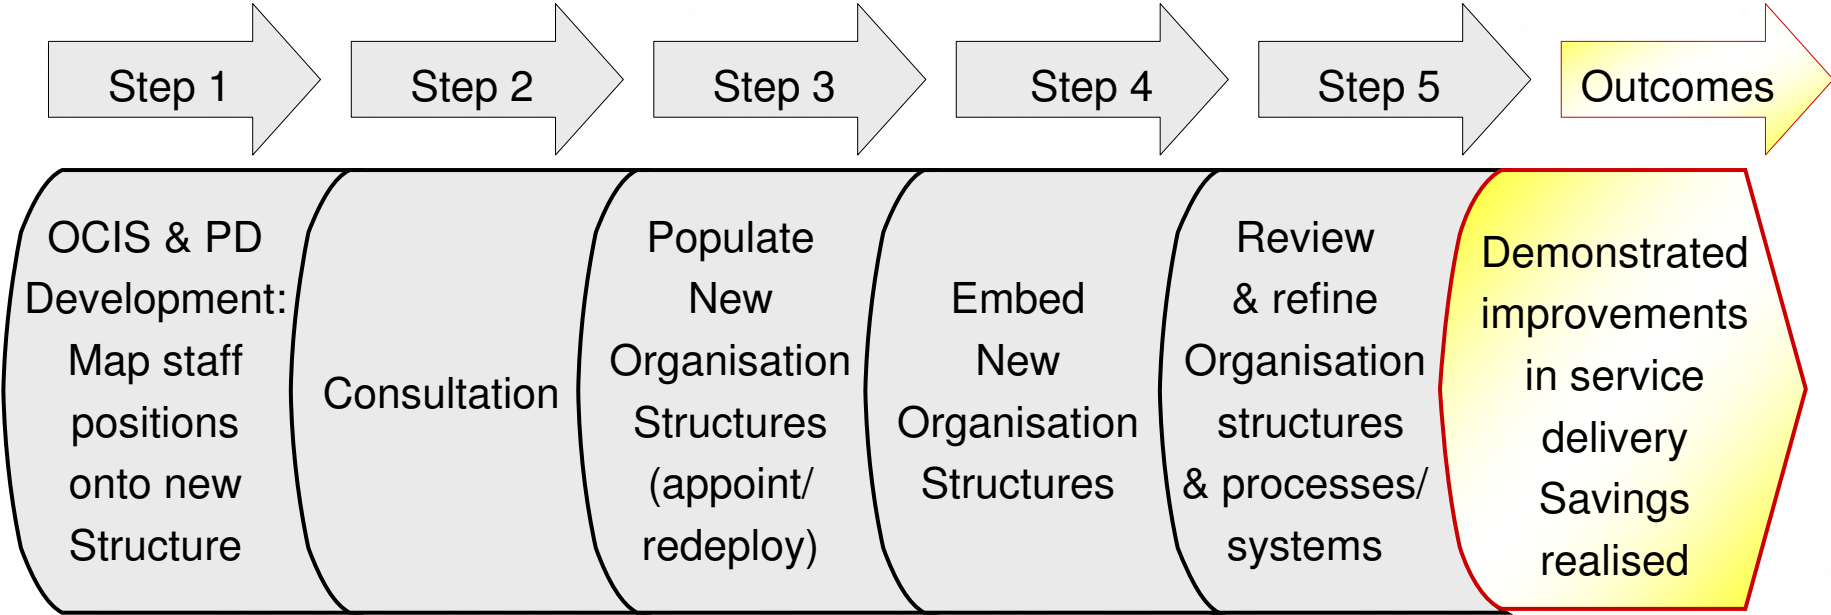 Step 1
Step 2
Step 3
Step 4
Step 5
Outcomes
OCIS & PD
Development:
Map staff
positions
onto new
Structure
Consultation
Populate
New
Organisation
Structures
(appoint/
redeploy)
Embed
New
Organisation
Structures
Review
& refine
Organisation
structures
& processes/
systems
Demonstrated
improvements
in service
delivery
Savings
realised